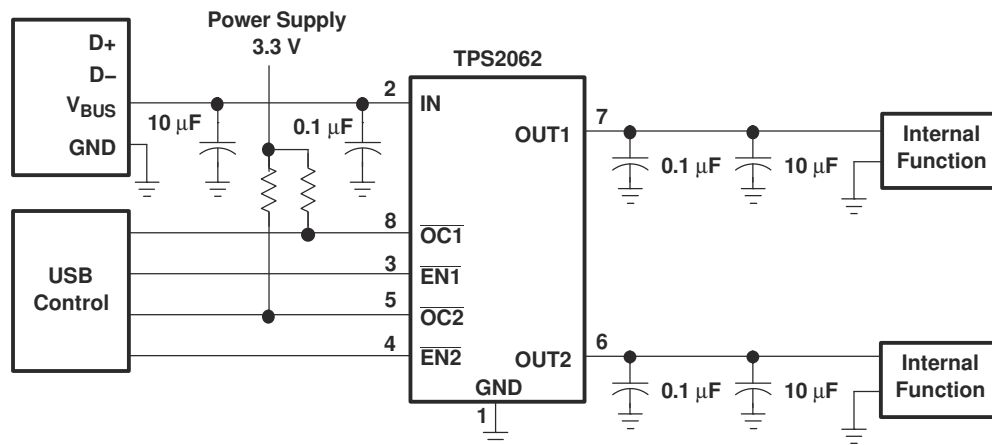 Power Supply
3.3 V
TPS2062
D+
D−
V_BUS
GND
10 μF
0.1 μF
2
IN
7
OUT1
0.1 μF
10 μF
Internal
Function
USB
Control
8
OC1
3
EN1
5
OC2
4
EN2
6
OUT2
0.1 μF
10 μF
Internal
Function
GND
1